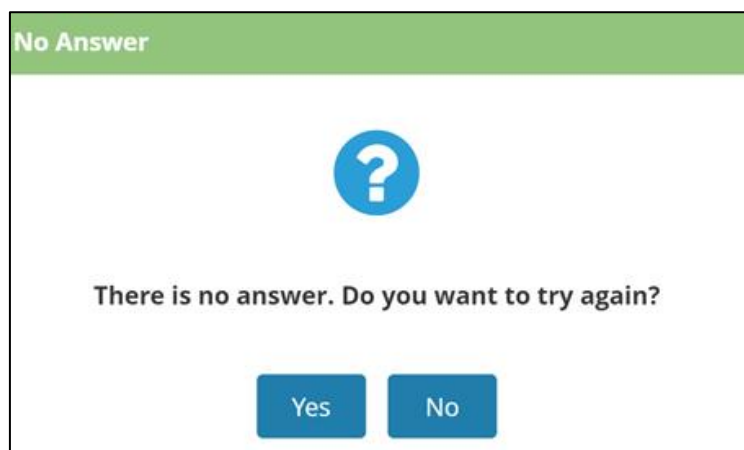 No Answer
?
There is no answer. Do you want to try again?
Yes No